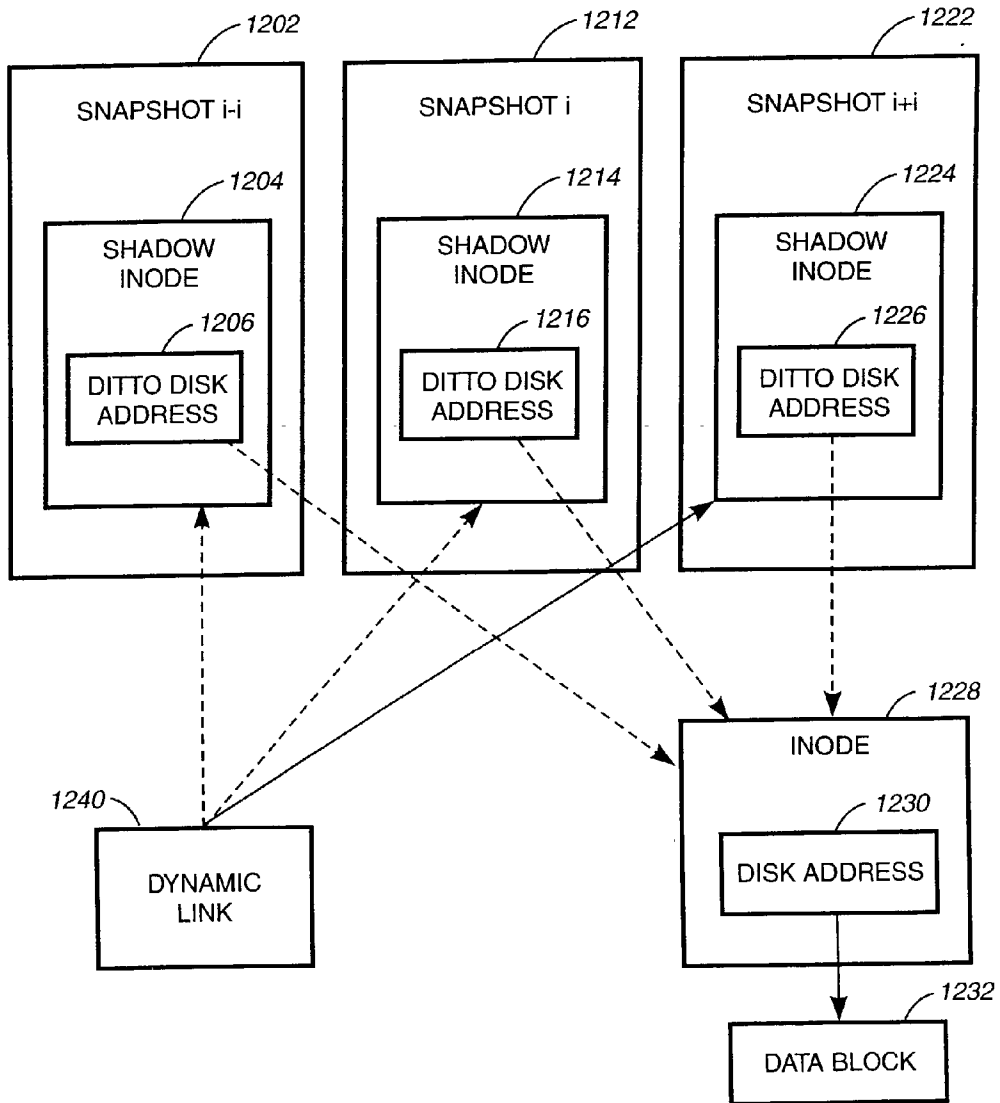 1202
1212
1222
SNAPSHOT i-i
SNAPSHOT i
SNAPSHOT i+i
1204
1214
1224
SHADOW
INODE
SHADOW
INODE
SHADOW
INODE
1206
1216
1226
DITTO DISK
ADDRESS
DITTO DISK
ADDRESS
DITTO DISK
ADDRESS
1228
INODE
1240
1230
DYNAMIC
LINK
DISK ADDRESS
1232
DATA BLOCK